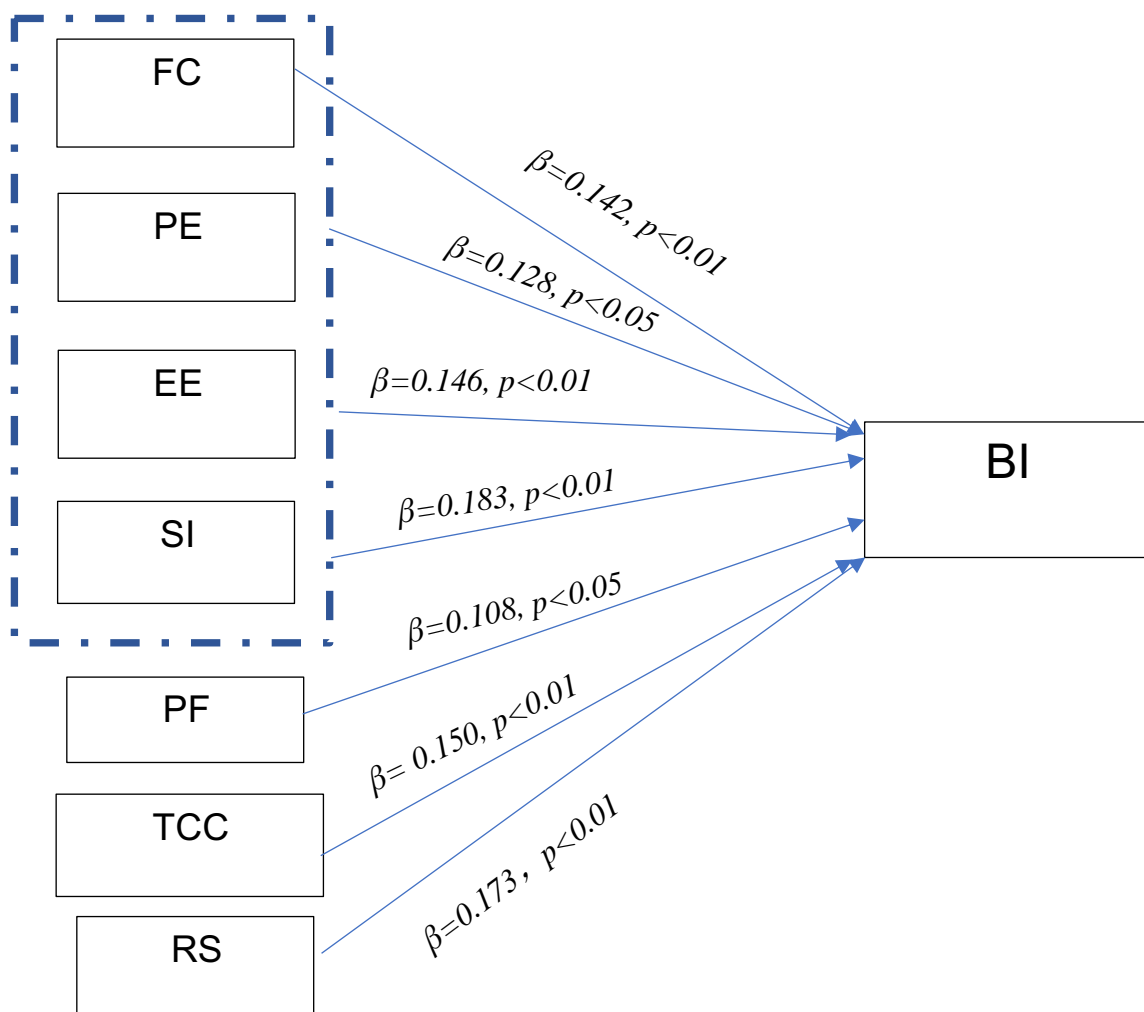 FC
β=0.142, p<0.01
PE
β=0.128, p<0.05
EE
β=0.146, p<0.01
BI
SI
β=0.183, p<0.01
β=0.108, p<0.05
PF
β= 0.150, p<0.01
TCC
β=0.173, p<0.01
RS